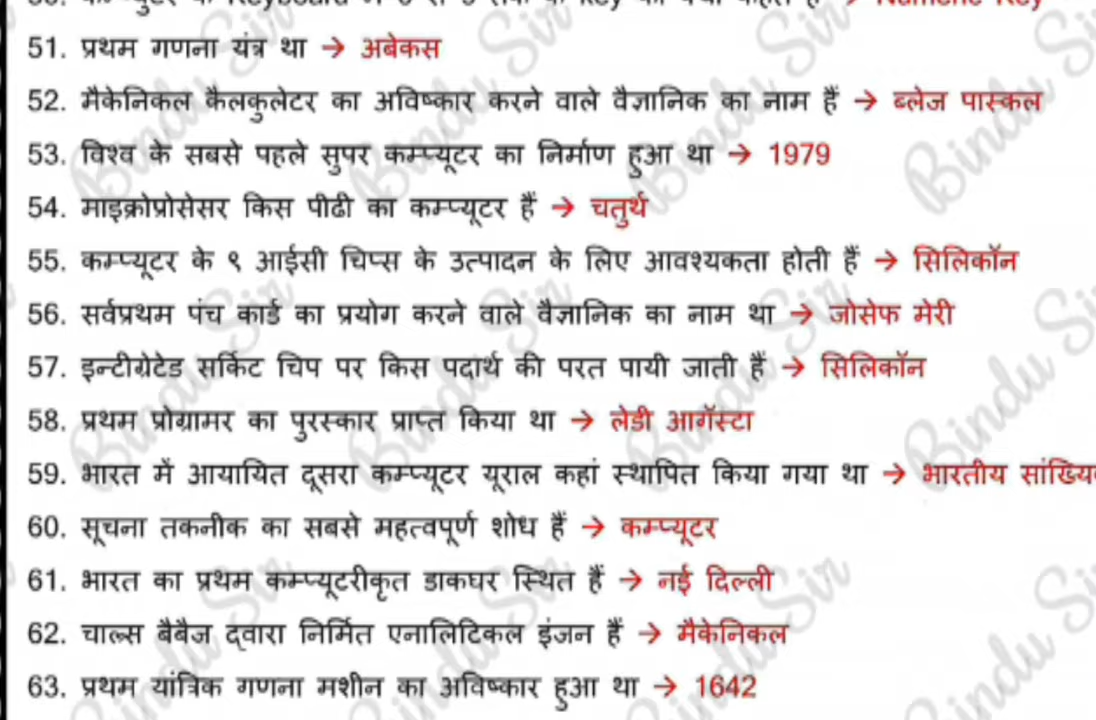 51. प्रथम गणना यंत्र था → अबेकस
52. मैकेनिकल कैलकुलेटर का अविष्कार करने वाले वैज्ञानिक का नाम हैं → ब्लेज पास्कल
53. विश्व के सबसे पहले सुपर कम्प्यूटर का निर्माण हुआ था → 1979
54. माइक्रोप्रोसेसर किस पीढी का कम्प्यूटर हैं → चतुर्थ
55. कम्प्यूटर के १ आईसी चिप्स के उत्पादन के लिए आवश्यकता होती हैं → सिलिकॉन
56. सर्वप्रथम पंच कार्ड का प्रयोग करने वाले वैज्ञानिक का नाम था → जोसेफ मेरी
57. इन्टीग्रेटेड सर्किट चिप पर किस पदार्थ की परत पायी जाती हैं → सिलिकॉन
58. प्रथम प्रोग्रामर का पुरस्कार प्राप्त किया था → लेडी आगॅस्टा
59. भारत में आयायित दूसरा कम्प्यूटर यूराल कहां स्थापित किया गया था → भारतीय
60. सूचना तकनीक का सबसे महत्वपूर्ण शोध हैं → कम्प्यूटर
61. भारत का प्रथम कम्प्यूटरीकृत डाकघर स्थित हैं → नई दिल्ली
62. चाल्स बैबैज द्वारा निर्मित एनालिटिकल इंजन हैं → मैकेनिकल
63. प्रथम यांत्रिक गणना मशीन का अविष्कार हुआ था → 1642
Bindu Sir